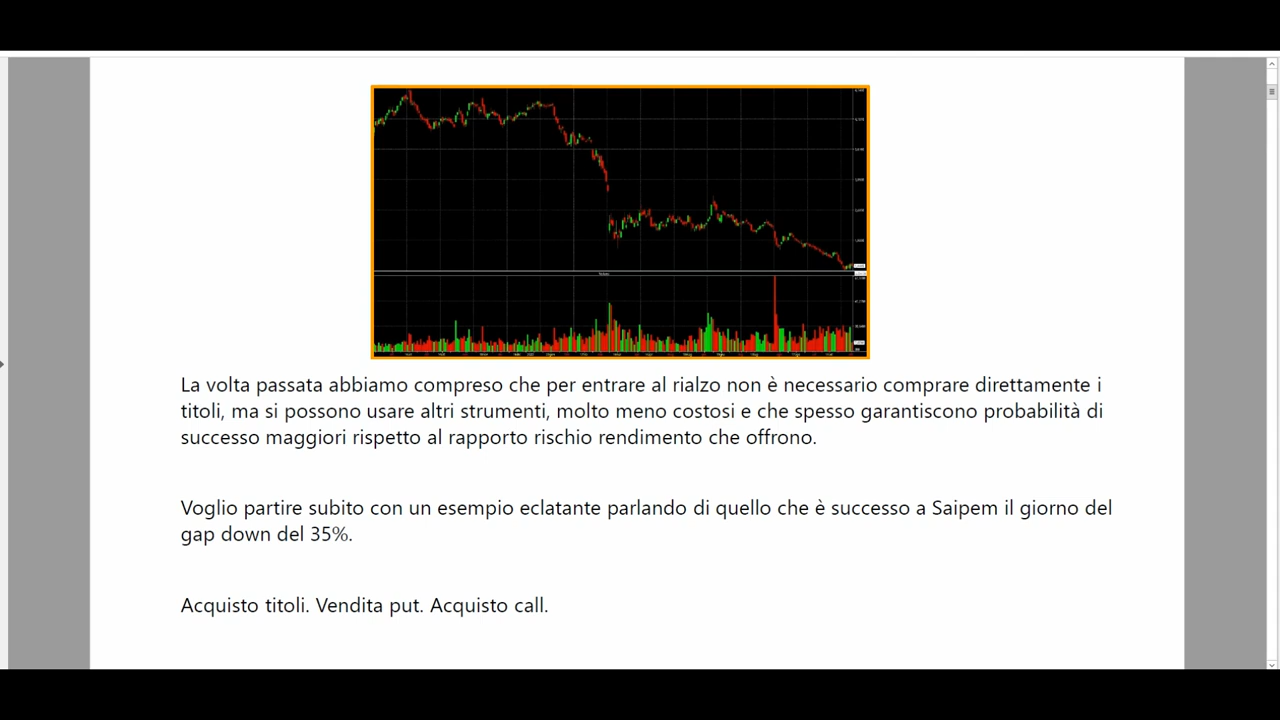 La volta passata abbiamo compreso che per entrare al rialzo non è necessario comprare direttamente i
titoli, ma si possono usare altri strumenti, molto meno costosi e che spesso garantiscono probabilità di
successo maggiori rispetto al rapporto rischio rendimento che offrono.
Voglio partire subito con un esempio eclatante parlando di quello che è successo a Saipem il giorno del
gap down del 35%.
Acquisto titoli. Vendita put. Acquisto call.